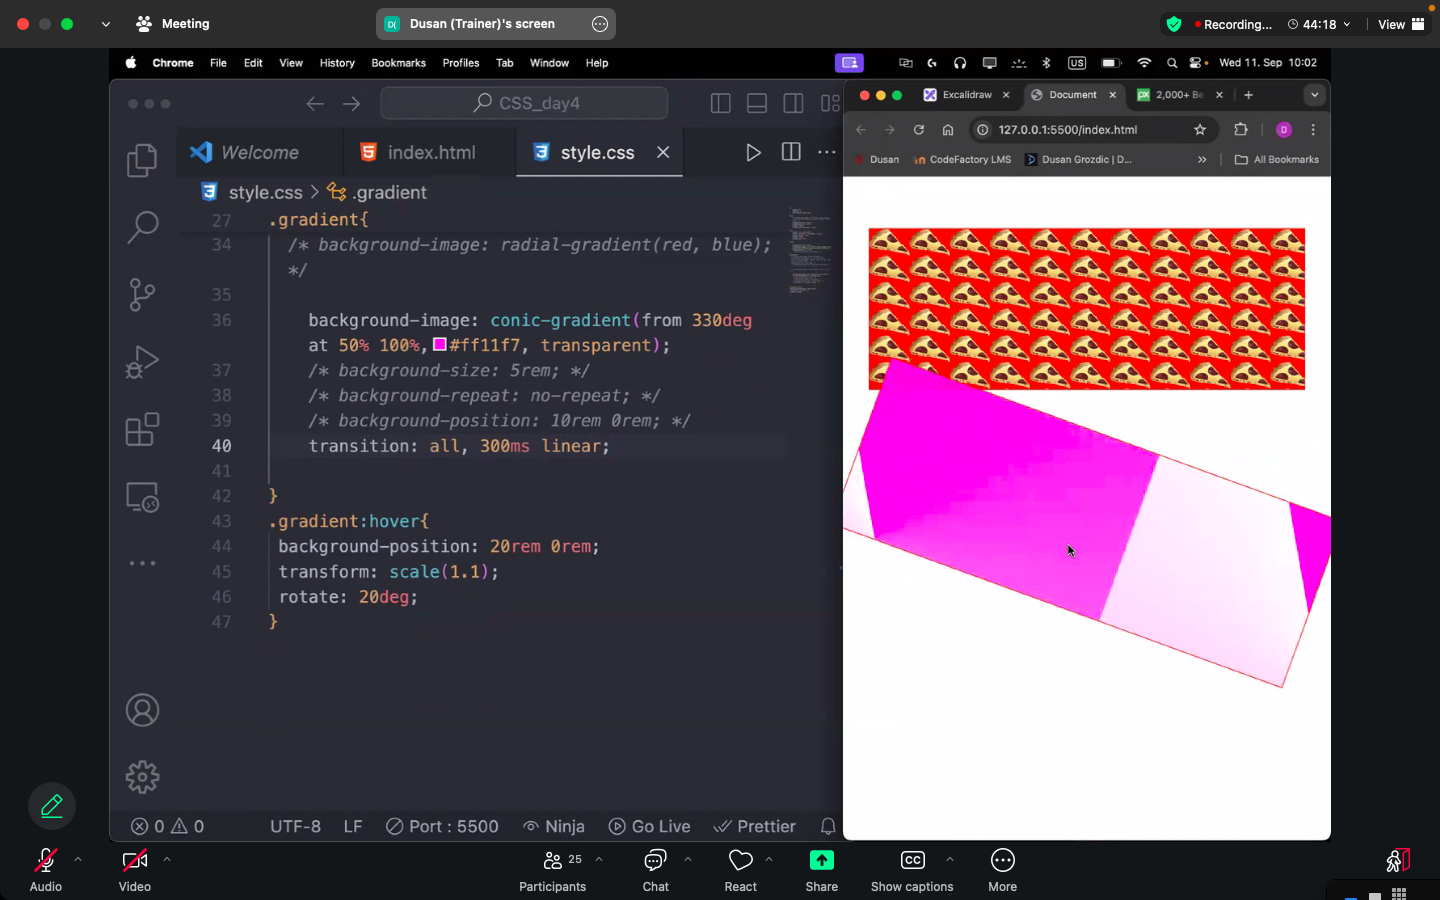 Meeting
D( Dusan (Trainer)'s screen
Recording...
44:18
View
Chrome File Edit View History Bookmarks Profiles Tab Window Help
US
Wed 11. Sep 10:02
CSS_day4
Excalidraw
Document
2,000+ Be
127.0.0.1:5500/index.html
D
Dusan
CodeFactory LMS
Dusan Grozdic | D...
All Bookmarks
Welcome
index.html
style.css
style.css > .gradient
27 .gradient{
34 /* background-image: radial-gradient(red, blue);
*/
35
36 background-image: conic-gradient(from 330deg
at 50% 100%, #ff11f7, transparent);
37 /* background-size: 5rem; */
38 /* background-repeat: no-repeat; */
39 /* background-position: 10rem 0rem; */
40 transition: all, 300ms linear;
41
42 }
43 .gradient:hover{
44 background-position: 20rem 0rem;
45 transform: scale(1.1);
46 rotate: 20deg;
47 }
0 0 UTF-8 LF Port : 5500 Ninja Go Live Prettier
Audio
Video
25
Participants
Chat
React
Share
CC
Show captions
More